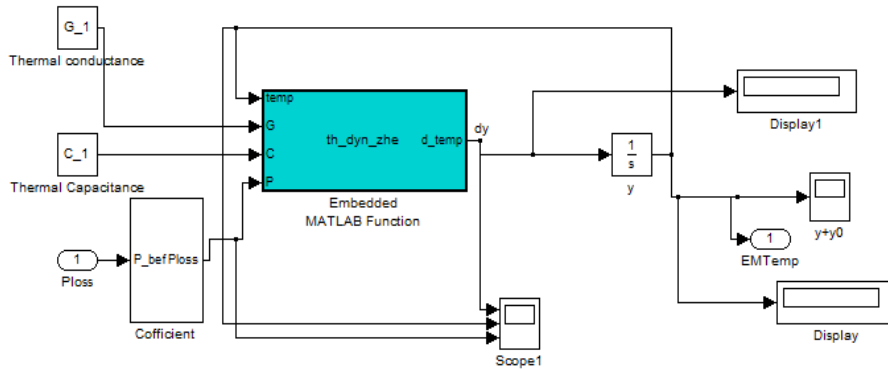 G_1
Thermal conductance
temp
G
th_dyn_zhe
d_temp
dy
C
P
C_1
Thermal Capacitance
Embedded
MATLAB Function
1
s
y
Display1
y+y0
1
EMTemp
1
Ploss
P_bef
Ploss
Cofficient
Scope1
Display